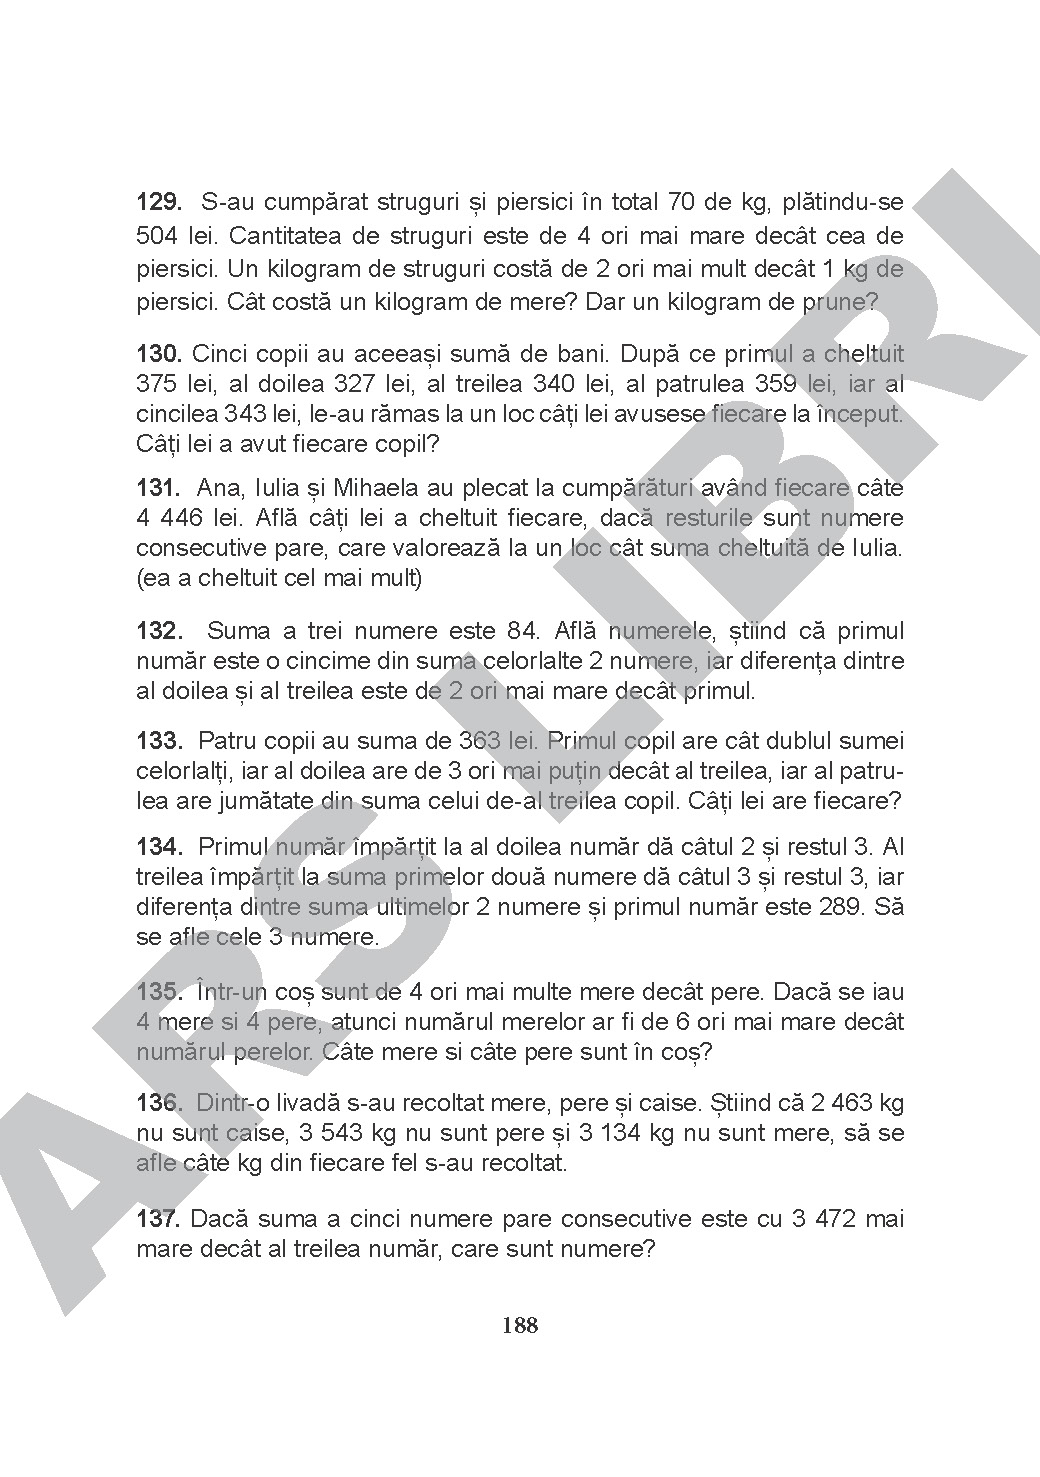 129. S-au cumpărat struguri și piersici în total 70 de kg, plătindu-se
504 lei. Cantitatea de struguri este de 4 ori mai mare decât cea de
piersici. Un kilogram de struguri costă de 2 ori mai mult decât 1 kg de
piersici. Cât costă un kilogram de mere? Dar un kilogram de prune?
130. Cinci copii au aceeași sumă de bani. După ce primul a cheltuit
375 lei, al doilea 327 lei, al treilea 340 lei, al patrulea 359 lei, iar al
cincilea 343 lei, le-au rămas la un loc câți lei avusese fiecare la început.
Câți lei a avut fiecare copil?
131. Ana, Iulia și Mihaela au plecat la cumpărături având fiecare câte
4 446 lei. Află câți lei a cheltuit fiecare, dacă resturile sunt numere
consecutive pare, care valorează la un loc cât suma cheltuită de Iulia.
(ea a cheltuit cel mai mult)
132. Suma a trei numere este 84. Află numerele, știind că primul
număr este o cincime din suma celorlalte 2 numere, iar diferența dintre
al doilea și al treilea este de 2 ori mai mare decât primul.
133. Patru copii au suma de 363 lei. Primul copil are cât dublul sumei
celorlalți, iar al doilea are de 3 ori mai puțin decât al treilea, iar al patru-
lea are jumătate din suma celui de-al treilea copil. Câți lei are fiecare?
134. Primul număr împărțit la al doilea număr dă câtul 2 și restul 3. Al
treilea împărțit la suma primelor două numere dă câtul 3 și restul 3, iar
diferența dintre suma ultimelor 2 numere și primul număr este 289. Să
se afle cele 3 numere.
135. Într-un coș sunt de 4 ori mai multe mere decât pere. Dacă se iau
4 mere si 4 pere, atunci numărul merelor ar fi de 6 ori mai mare decât
numărul perelor. Câte mere si câte pere sunt în coș?
136. Dintr-o livadă s-au recoltat mere, pere și caise. Știind că 2 463 kg
nu sunt caise, 3 543 kg nu sunt pere și 3 134 kg nu sunt mere, să se
afle câte kg din fiecare fel s-au recoltat.
137. Dacă suma a cinci numere pare consecutive este cu 3 472 mai
mare decât al treilea număr, care sunt numere?
188
ARS LIBRI